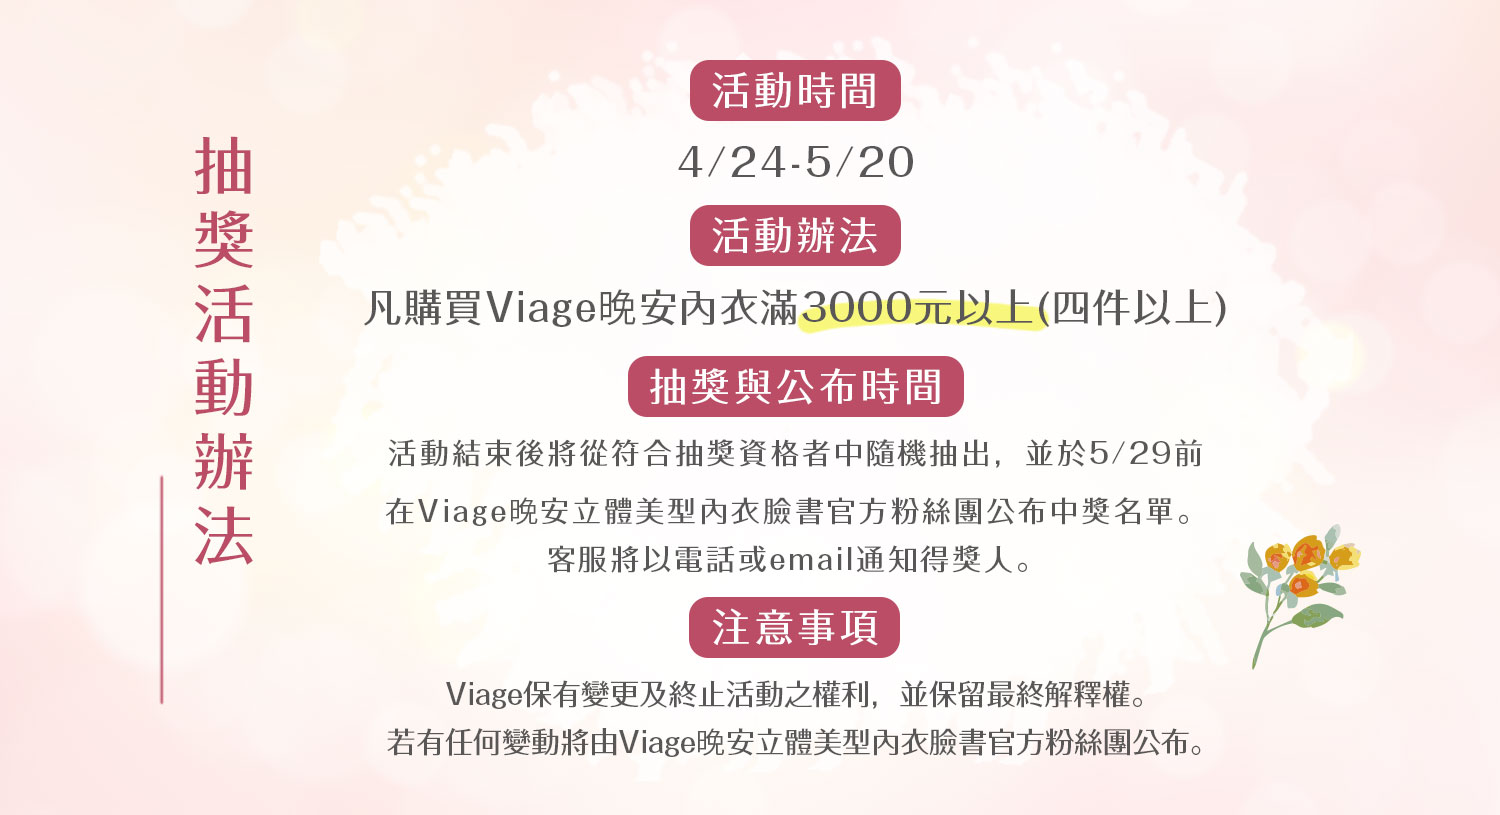 抽獎活動辦法
活動時間
4/24-5/20
活動辦法
凡購買Viage晚安內衣滿3000元以上(四件以上)
抽獎與公布時間
活動結束後將從符合抽獎資格者中隨機抽出，並於5/29前
在Viage晚安立體美型內衣臉書官方粉絲團公布中獎名單。
客服將以電話或email通知得獎人。
注意事項
Viage保有變更及終止活動之權利，並保留最終解釋權。
若有任何變動將由Viage晚安立體美型內衣臉書官方粉絲團公布。